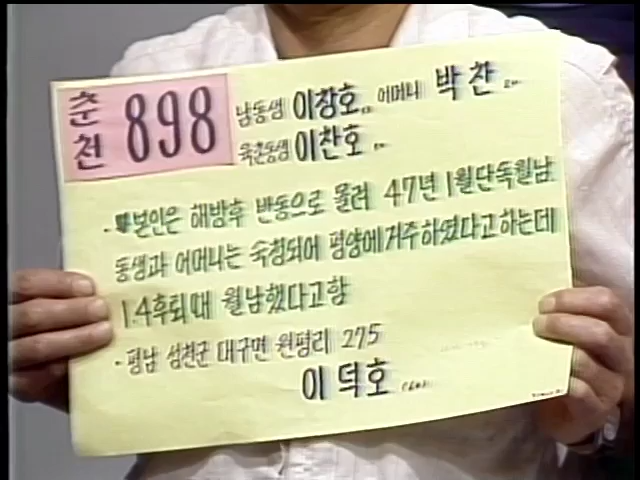 춘천 898
남동생 이창호 어머니 박찬
육촌동생 이찬호
· 본인은 해방후 반동으로 몰려 47년 1월단독월남
동생과 어머니는 숙청되어 평양에거주하였다고하는데
1.4후퇴때 월남했다고함
· 평남 성천군 대구면 원평리 275
이덕호